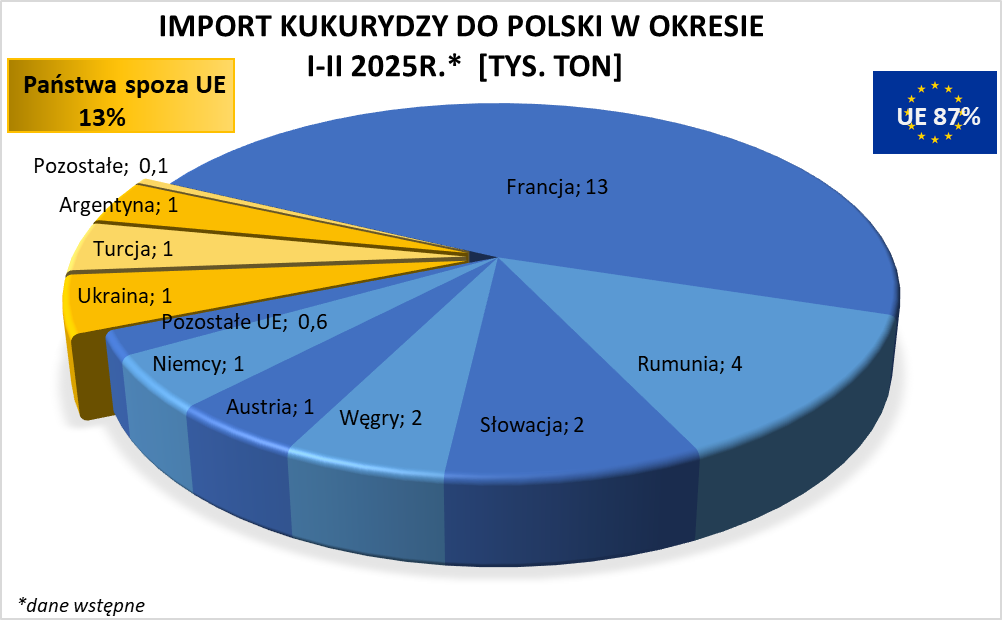 IMPORT KUKURYDZY DO POLSKI W OKRESIE
I-II 2025R.* [TYS. TON]
Państwa spoza UE
13%
UE 87%
Pozostałe; 0,1
Francja; 13
Argentyna; 1
Turcja; 1
Ukraina; 1
Pozostałe UE; 0,6
Niemcy; 1
Rumunia; 4
Austria; 1
Węgry; 2
Słowacja; 2
*dane wstępne